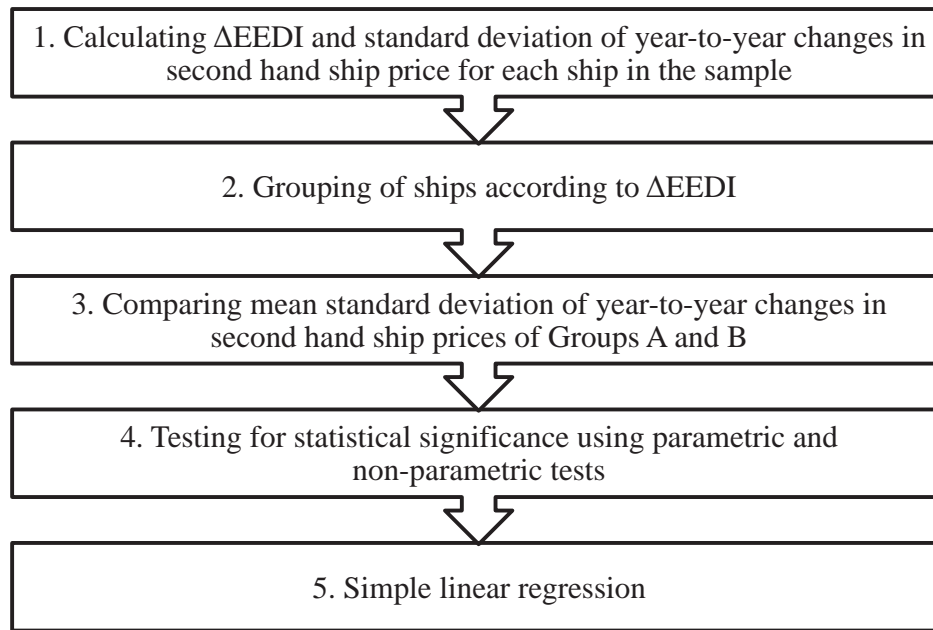 1. Calculating ΔEEDI and standard deviation of year-to-year changes in
second hand ship price for each ship in the sample
2. Grouping of ships according to ΔEEDI
3. Comparing mean standard deviation of year-to-year changes in
second hand ship prices of Groups A and B
4. Testing for statistical significance using parametric and
non-parametric tests
5. Simple linear regression